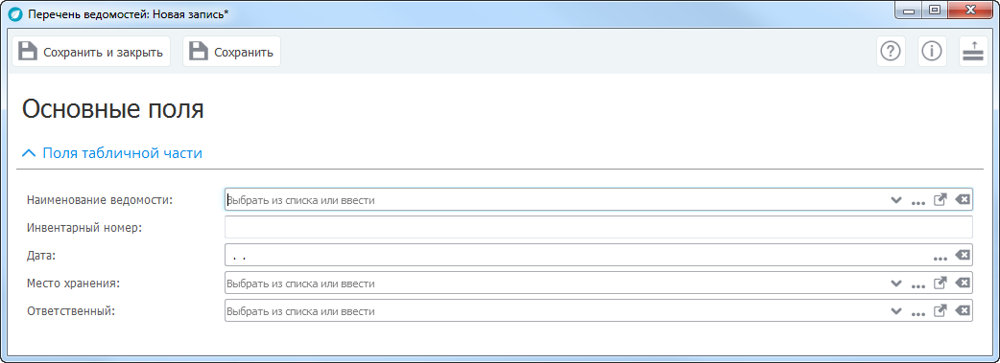 Перечень ведомостей: Новая запись*
Сохранить и закрыть Сохранить
Основные поля
Поля табличной части
Наименование ведомости: Выбрать из списка или ввести
Инвентарный номер:
Дата: . .
Место хранения: Выбрать из списка или ввести
Ответственный: Выбрать из списка или ввести